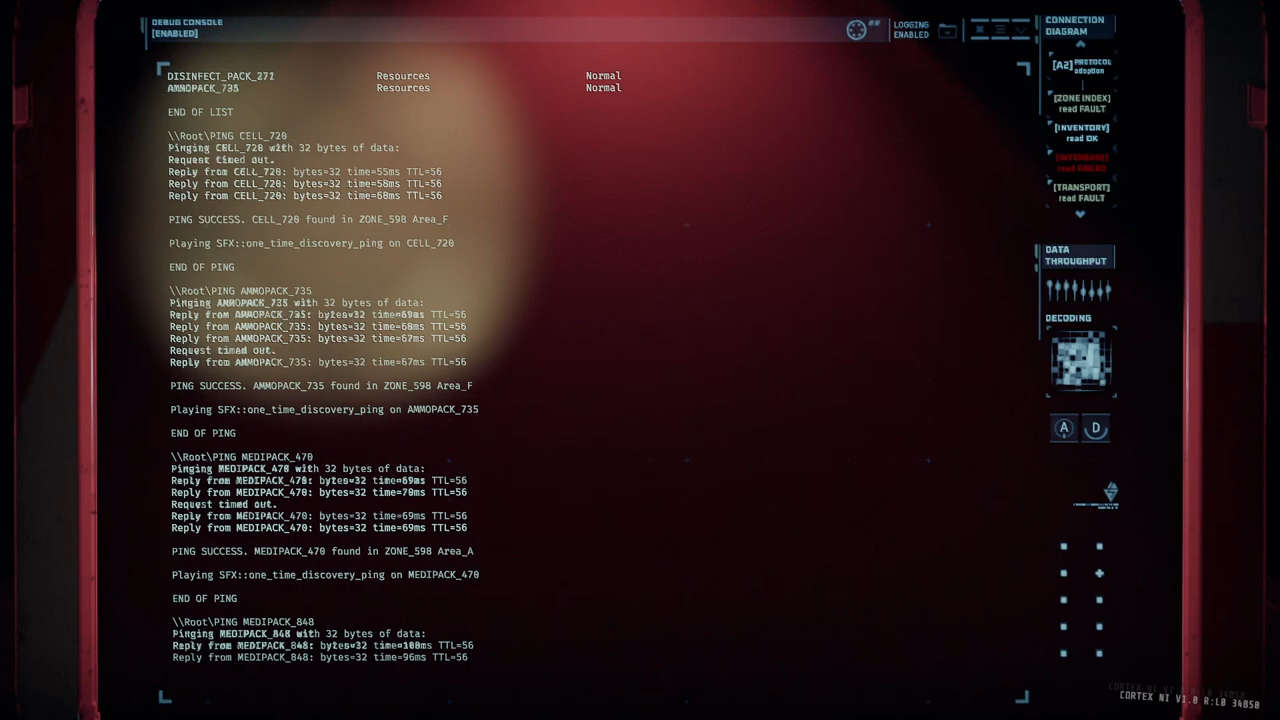 DEBUG CONSOLE
[ENABLED]
LOGGING
ENABLED
DISINFECT_PACK_271 Resources Normal
AMMOPACK_735 Resources Normal
END OF LIST
\\Root\PING CELL_720
Pinging CELL_720 with 32 bytes of data:
Request timed out.
Reply from CELL_720: bytes=32 time=55ms TTL=56
Reply from CELL_720: bytes=32 time=58ms TTL=56
Reply from CELL_720: bytes=32 time=58ms TTL=56
PING SUCCESS. CELL_720 found in ZONE_598 Area_F
Playing SFX::one_time_discovery_ping on CELL_720
END OF PING
\\Root\PING AMMOPACK_735
Pinging AMMOPACK_735 with 32 bytes of data:
Reply from AMMOPACK_735: bytes=32 time=69ms TTL=56
Reply from AMMOPACK_735: bytes=32 time=68ms TTL=56
Reply from AMMOPACK_735: bytes=32 time=67ms TTL=56
Request timed out.
Reply from AMMOPACK_735: bytes=32 time=67ms TTL=56
PING SUCCESS. AMMOPACK_735 found in ZONE_598 Area_F
Playing SFX::one_time_discovery_ping on AMMOPACK_735
END OF PING
\\Root\PING MEDIPACK_470
Pinging MEDIPACK_470 with 32 bytes of data:
Reply from MEDIPACK_470: bytes=32 time=69ms TTL=56
Reply from MEDIPACK_470: bytes=32 time=70ms TTL=56
Request timed out.
Reply from MEDIPACK_470: bytes=32 time=69ms TTL=56
Reply from MEDIPACK_470: bytes=32 time=69ms TTL=56
PING SUCCESS. MEDIPACK_470 found in ZONE_598 Area_A
Playing SFX::one_time_discovery_ping on MEDIPACK_470
END OF PING
\\Root\PING MEDIPACK_848
Pinging MEDIPACK_848 with 32 bytes of data:
Reply from MEDIPACK_848: bytes=32 time=100ms TTL=56
Reply from MEDIPACK_848: bytes=32 time=96ms TTL=56
CONNECTION
DIAGRAM
[A2] PROTOCOL
adaption
[ZONE INDEX]
read FAULT
[INVENTORY]
read OK
[INTERBASE]
read FAILED
[TRANSPORT]
read FAULT
DATA
THROUGHPUT
DECODING
A D
CORTEX NI V1.0 R:L0 34850